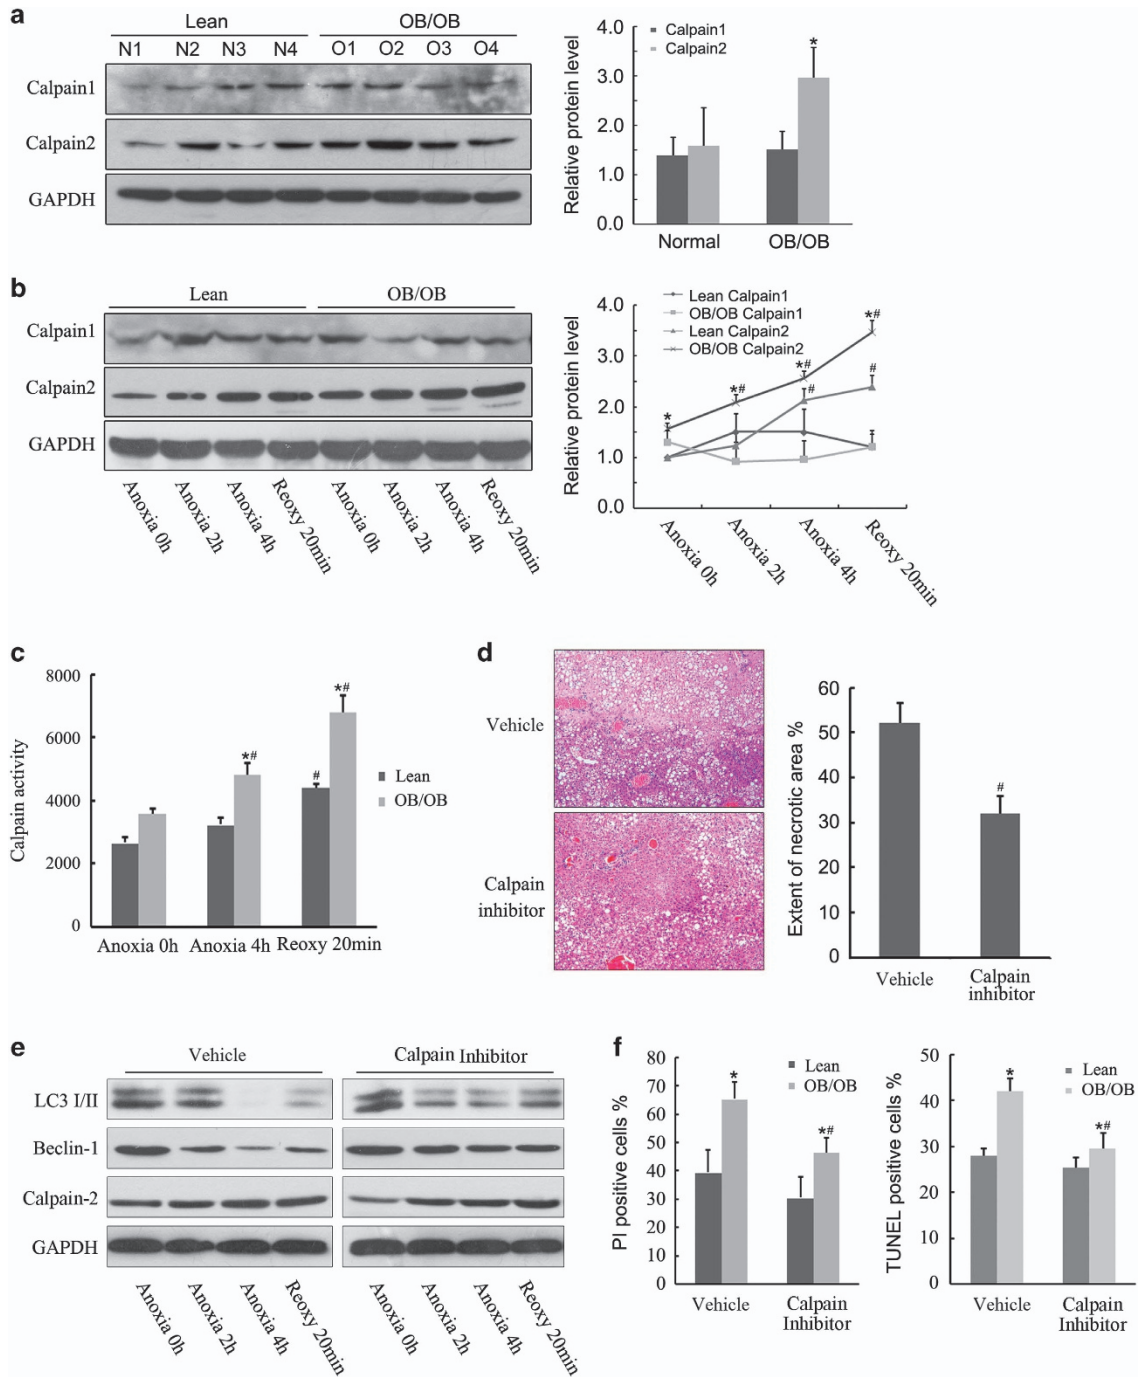 a
Lean OB/OB
N1 N2 N3 N4 O1 O2 O3 O4
Calpain1
Calpain2
GAPDH
Relative protein level
4.0
3.0
2.0
1.0
0.0
Calpain1
Calpain2
*
Normal OB/OB
b
Lean OB/OB
Calpain1
Calpain2
GAPDH
Anoxia 0h
Anoxia 2h
Anoxia 4h
Reoxy 20min
Anoxia 0h
Anoxia 2h
Anoxia 4h
Reoxy 20min
Relative protein level
4.0
3.0
2.0
1.0
0.0
Lean Calpain1
OB/OB Calpain1
Lean Calpain2
OB/OB Calpain2
*
*#
*#
#
*#
#
Anoxia 0h
Anoxia 2h
Anoxia 4h
Reoxy 20min
c
Calpain activity
8000
6000
4000
2000
0
*#
#
*#
Lean
OB/OB
Anoxia 0h Anoxia 4h Reoxy 20min
d
Vehicle
Calpain
inhibitor
Extent of necrotic area %
60
50
40
30
20
10
0
#
Vehicle Calpain
inhibitor
e
Vehicle Calpain Inhibitor
LC3 I/II
Beclin-1
Calpain-2
GAPDH
Anoxia 0h
Anoxia 2h
Anoxia 4h
Reoxy 20min
Anoxia 0h
Anoxia 2h
Anoxia 4h
Reoxy 20min
f
PI positive cells %
80
70
65
50
40
30
20
10
0
Lean
OB/OB
*
*#
Vehicle Calpain
Inhibitor
TUNEL positive cells %
50
40
30
20
10
0
Lean
OB/OB
*
*#
Vehicle Calpain
Inhibitor